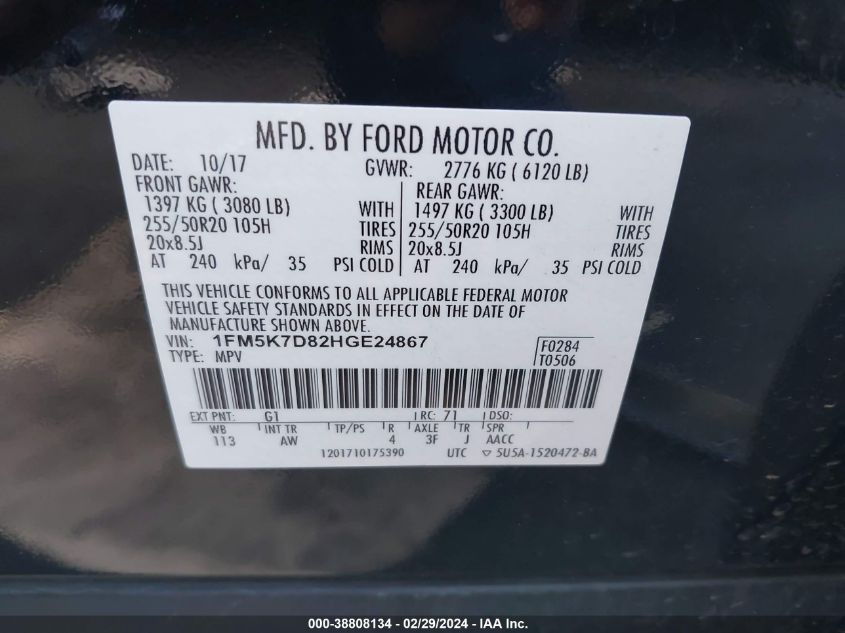 MFD. BY FORD MOTOR CO.
DATE: 10/17 GVWR: 2776 KG ( 6120 LB)
FRONT GAWR: REAR GAWR:
1397 KG ( 3080 LB) WITH 1497 KG ( 3300 LB) WITH
255/50R20 105H TIRES 255/50R20 105H TIRES
20x8.5J RIMS 20x8.5J RIMS
AT 240 kPa/ 35 PSI COLD AT 240 kPa/ 35 PSI COLD
THIS VEHICLE CONFORMS TO ALL APPLICABLE FEDERAL MOTOR
VEHICLE SAFETY STANDARDS IN EFFECT ON THE DATE OF
MANUFACTURE SHOWN ABOVE.
VIN: 1FM5K7D82HGE24867 F0284
TYPE: MPV T0506
EXT PNT: G1 RC: 71 DSO:
WB INT TR TP/PS R AXLE TR SPR
113 AW 4 3F J AACC
1201710175390 UTC ▽ 5U5A-1520472-BA
000-38808134 - 02/29/2024 - IAA Inc.